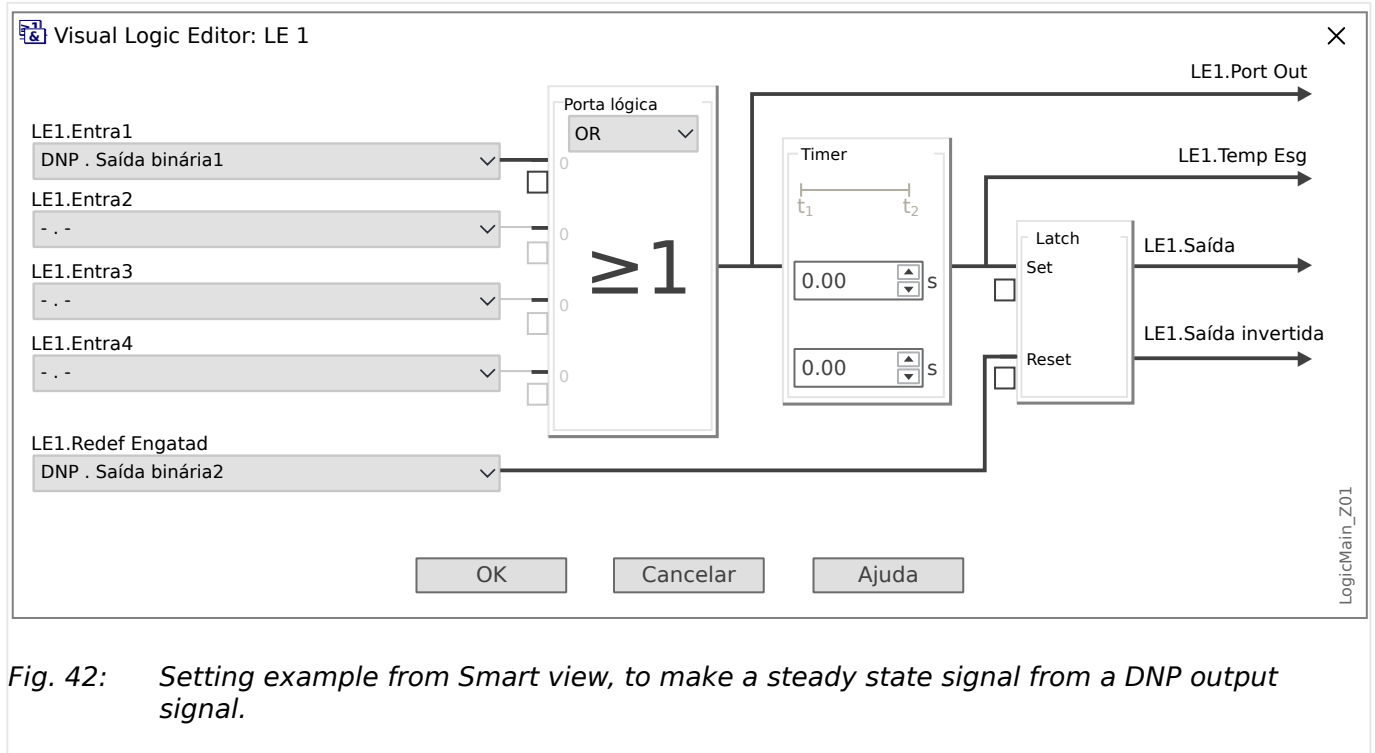 Visual Logic Editor: LE 1
LE1.Port Out
Porta lógica
OR
LE1.Entra1
DNP . Saída binária1
0
LE1.Entra2
- . -
0
LE1.Entra3
- . -
0
LE1.Entra4
- . -
0
≥1
Timer
t1
t2
0.00
s
0.00
s
LE1.Temp Esg
Latch
Set
Reset
LE1.Saída
LE1.Saída invertida
LE1.Redef Engatad
DNP . Saída binária2
OK
Cancelar
Ajuda
LogicMain_Z01
Fig. 42: Setting example from Smart view, to make a steady state signal from a DNP output
signal.